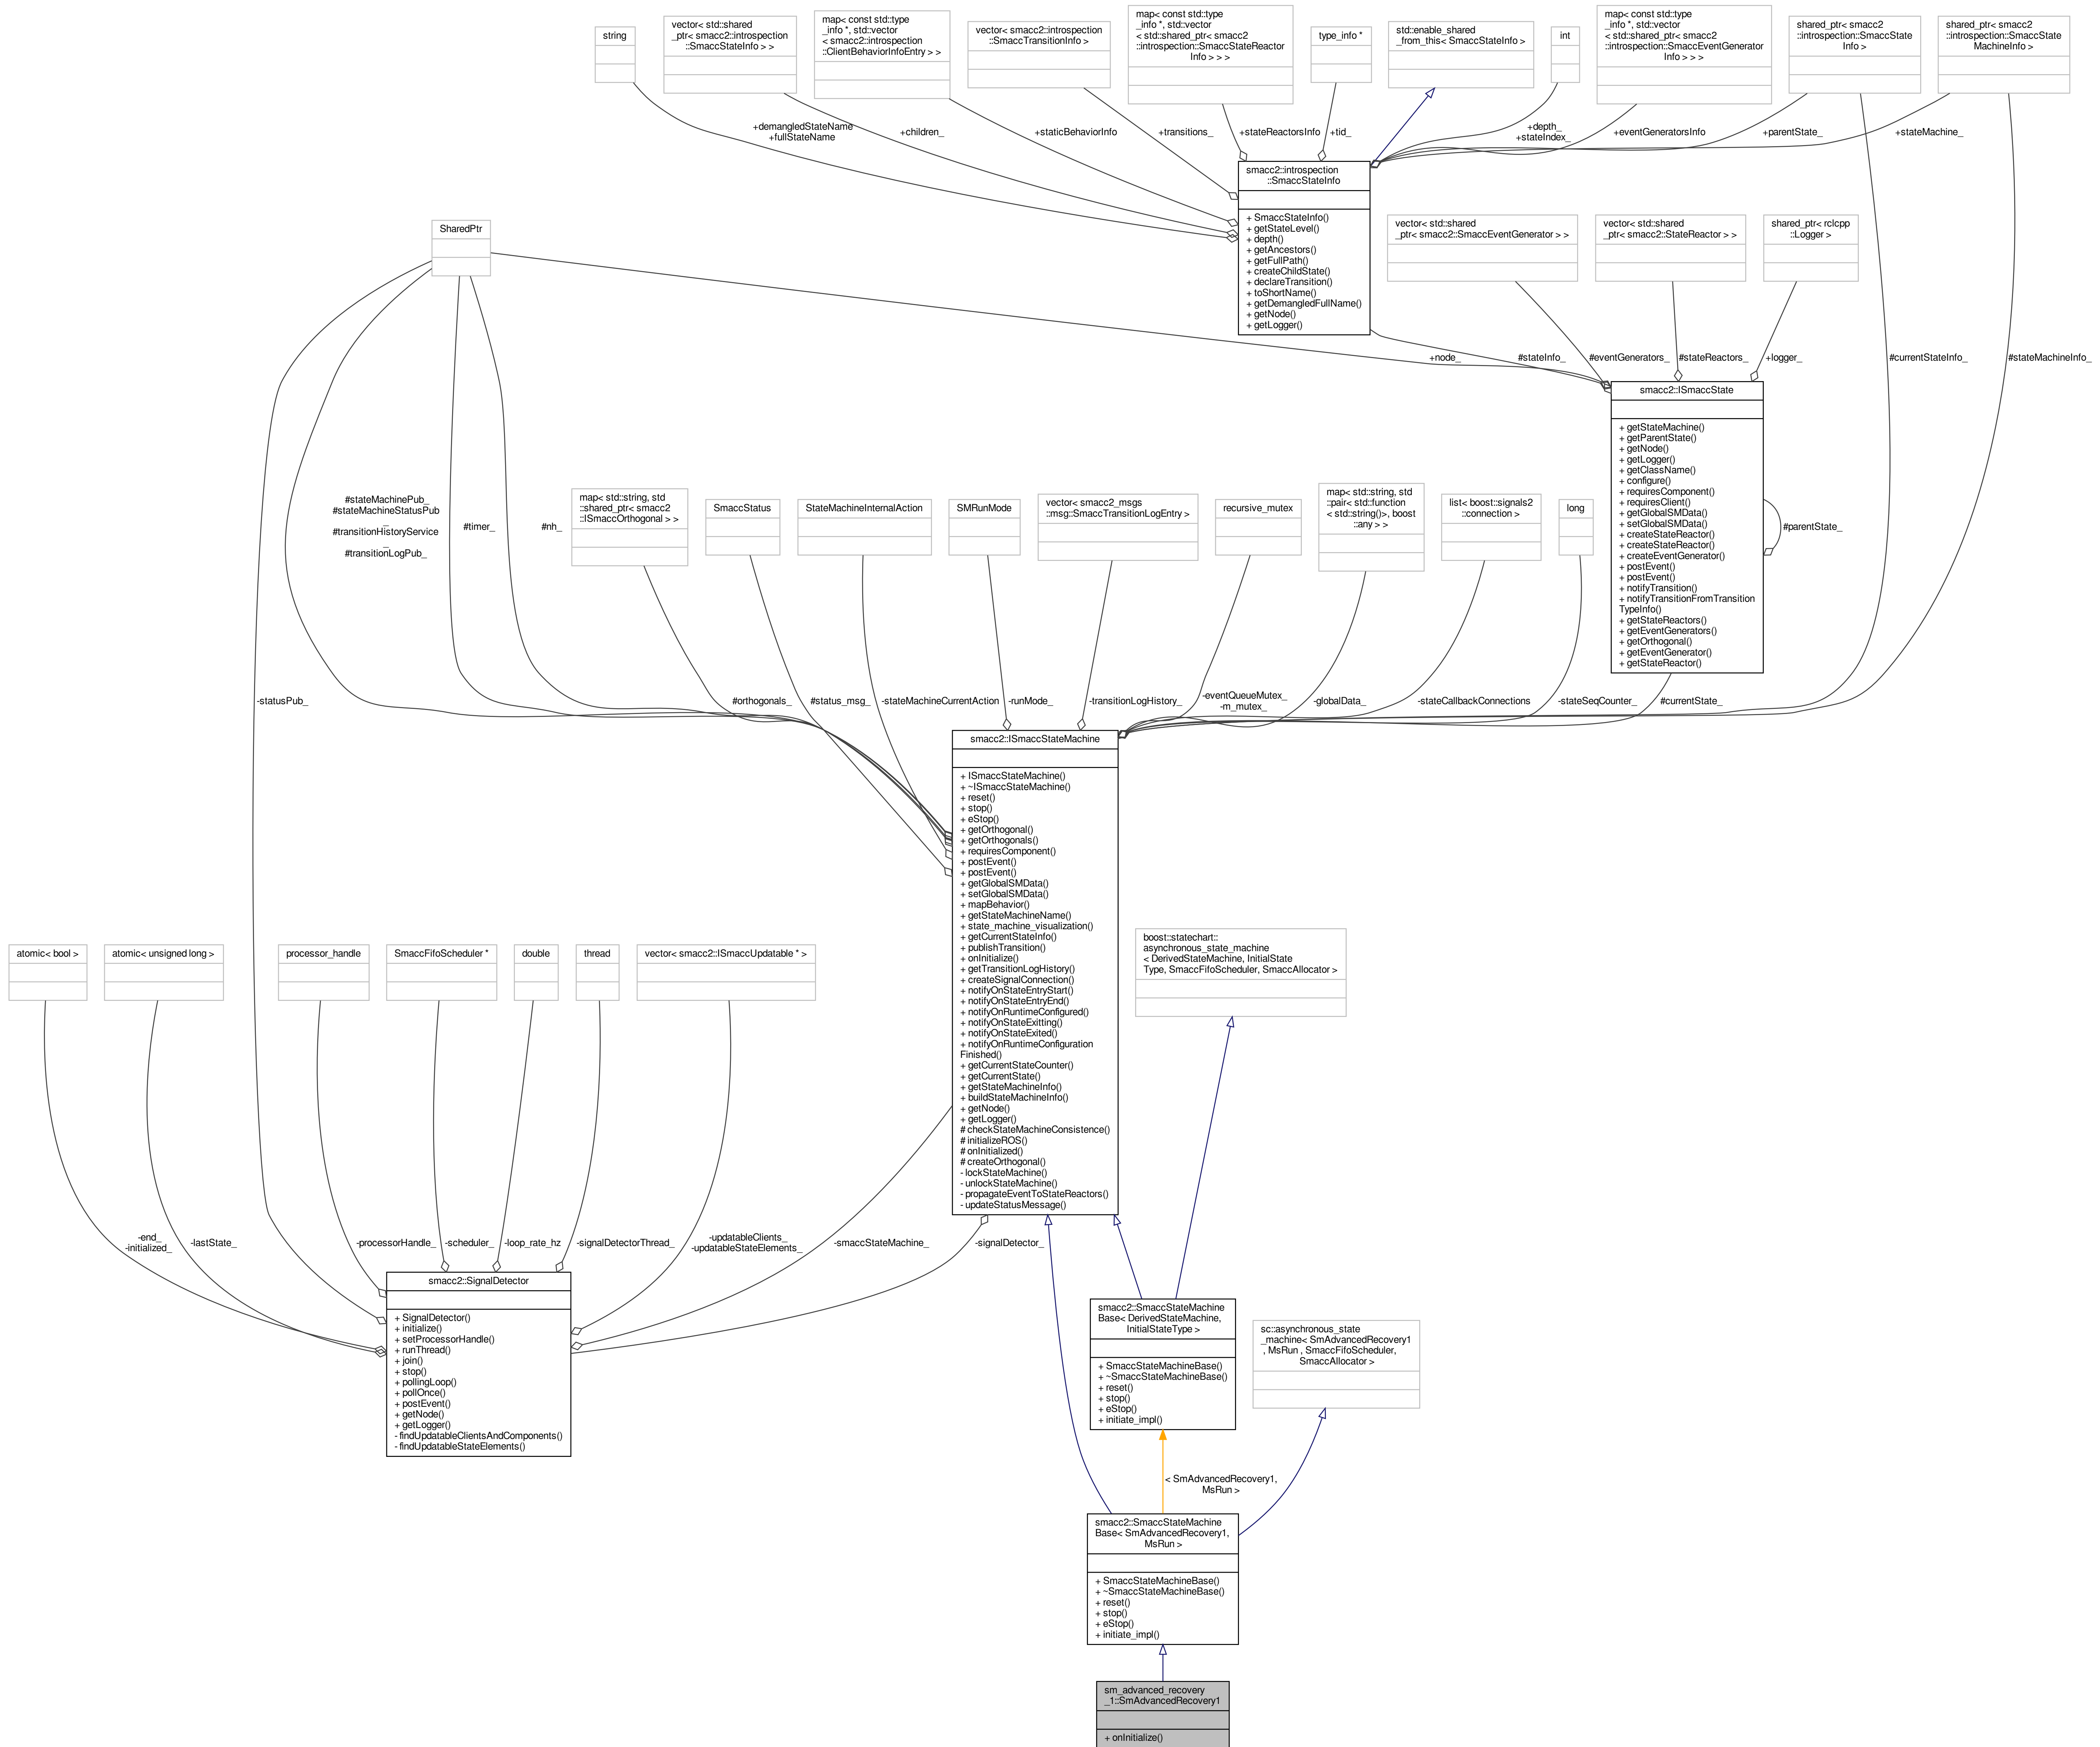 string
vector< std::shared
_ptr< smacc2::introspection
::SmaccStateInfo > >
map< const std::type
_info *, std::vector
< smacc2::introspection
::ClientBehaviorInfoEntry > >
vector< smacc2::introspection
::SmaccTransitionInfo >
map< const std::type
_info *, std::vector
< std::shared_ptr< smacc2
::introspection::SmaccStateReactor
Info > > >
type_info *
std::enable_shared
_from_this< SmaccStateInfo >
int
map< const std::type
_info *, std::vector
< std::shared_ptr< smacc2
::introspection::SmaccEventGenerator
Info > > >
shared_ptr< smacc2
::introspection::SmaccState
Info >
shared_ptr< smacc2
::introspection::SmaccState
MachineInfo >
+demangledStateName
+fullStateName
+children_
+staticBehaviorInfo
+transitions_
+stateReactorsInfo
+tid_
+depth_
+stateIndex_
+eventGeneratorsInfo
+parentState_
+stateMachine_
smacc2::introspection
::SmaccStateInfo
+ SmaccStateInfo()
+ getStateLevel()
+ depth()
+ getAncestors()
+ getFullPath()
+ createChildState()
+ declareTransition()
+ toShortName()
+ getDemangledFullName()
+ getNode()
+ getLogger()
SharedPtr
vector< std::shared
_ptr< smacc2::SmaccEventGenerator > >
vector< std::shared
_ptr< smacc2::StateReactor > >
shared_ptr< rclcpp
::Logger >
+node_
#stateInfo_
#eventGenerators_
#stateReactors_
+logger_
#currentStateInfo_
#stateMachineInfo_
smacc2::ISmaccState
+ getStateMachine()
+ getParentState()
+ getNode()
+ getLogger()
+ getClassName()
+ configure()
+ requiresComponent()
+ requiresClient()
+ getGlobalSMData()
+ setGlobalSMData()
+ createStateReactor()
+ createStateReactor()
+ createEventGenerator()
+ postEvent()
+ postEvent()
+ notifyTransition()
+ notifyTransitionFromTransition
TypeInfo()
+ getStateReactors()
+ getEventGenerators()
+ getOrthogonal()
+ getEventGenerator()
+ getStateReactor()
#parentState_
#stateMachinePub_
#stateMachineStatusPub
_
#transitionHistoryService
_
#transitionLogPub_
#timer_
#nh_
map< std::string, std
::shared_ptr< smacc2
::ISmaccOrthogonal > >
SmaccStatus
StateMachineInternalAction
SMRunMode
vector< smacc2_msgs
::msg::SmaccTransitionLogEntry >
recursive_mutex
map< std::string, std
::pair< std::function
< std::string()>, boost
::any > >
list< boost::signals2
::connection >
long
-statusPub_
#orthogonals_
#status_msg_
-stateMachineCurrentAction
-runMode_
-transitionLogHistory_
-eventQueueMutex_
-m_mutex_
-globalData_
-stateCallbackConnections
-stateSeqCounter_
#currentState_
smacc2::ISmaccStateMachine
+ ISmaccStateMachine()
+ ~ISmaccStateMachine()
+ reset()
+ stop()
+ eStop()
+ getOrthogonal()
+ getOrthogonals()
+ requiresComponent()
+ postEvent()
+ postEvent()
+ getGlobalSMData()
+ setGlobalSMData()
+ mapBehavior()
+ getStateMachineName()
+ state_machine_visualization()
+ getCurrentStateInfo()
+ publishTransition()
+ onInitialize()
+ getTransitionLogHistory()
+ createSignalConnection()
+ notifyOnStateEntryStart()
+ notifyOnStateEntryEnd()
+ notifyOnRuntimeConfigured()
+ notifyOnStateExitting()
+ notifyOnStateExited()
+ notifyOnRuntimeConfiguration
Finished()
+ getCurrentStateCounter()
+ getCurrentState()
+ getStateMachineInfo()
+ buildStateMachineInfo()
+ getNode()
+ getLogger()
# checkStateMachineConsistence()
# initializeROS()
# onInitialized()
# createOrthogonal()
- lockStateMachine()
- unlockStateMachine()
- propagateEventToStateReactors()
- updateStatusMessage()
atomic< bool >
atomic< unsigned long >
processor_handle
SmaccFifoScheduler *
double
thread
vector< smacc2::ISmaccUpdatable * >
boost::statechart::
asynchronous_state_machine
< DerivedStateMachine, InitialState
Type, SmaccFifoScheduler, SmaccAllocator >
-end_
-initialized_
-lastState_
-processorHandle_
-scheduler_
-loop_rate_hz
-signalDetectorThread_
-updatableClients_
-updatableStateElements_
-smaccStateMachine_
-signalDetector_
smacc2::SignalDetector
+ SignalDetector()
+ initialize()
+ setProcessorHandle()
+ runThread()
+ join()
+ stop()
+ pollingLoop()
+ pollOnce()
+ postEvent()
+ getNode()
+ getLogger()
- findUpdatableClientsAndComponents()
- findUpdatableStateElements()
smacc2::SmaccStateMachine
Base< DerivedStateMachine,
InitialStateType >
+ SmaccStateMachineBase()
+ ~SmaccStateMachineBase()
+ reset()
+ stop()
+ eStop()
+ initiate_impl()
sc::asynchronous_state
_machine< SmAdvancedRecovery1
, MsRun , SmaccFifoScheduler,
SmaccAllocator >
< SmAdvancedRecovery1,
MsRun >
smacc2::SmaccStateMachine
Base< SmAdvancedRecovery1,
MsRun >
+ SmaccStateMachineBase()
+ ~SmaccStateMachineBase()
+ reset()
+ stop()
+ eStop()
+ initiate_impl()
sm_advanced_recovery
_1::SmAdvancedRecovery1
+ onInitialize()